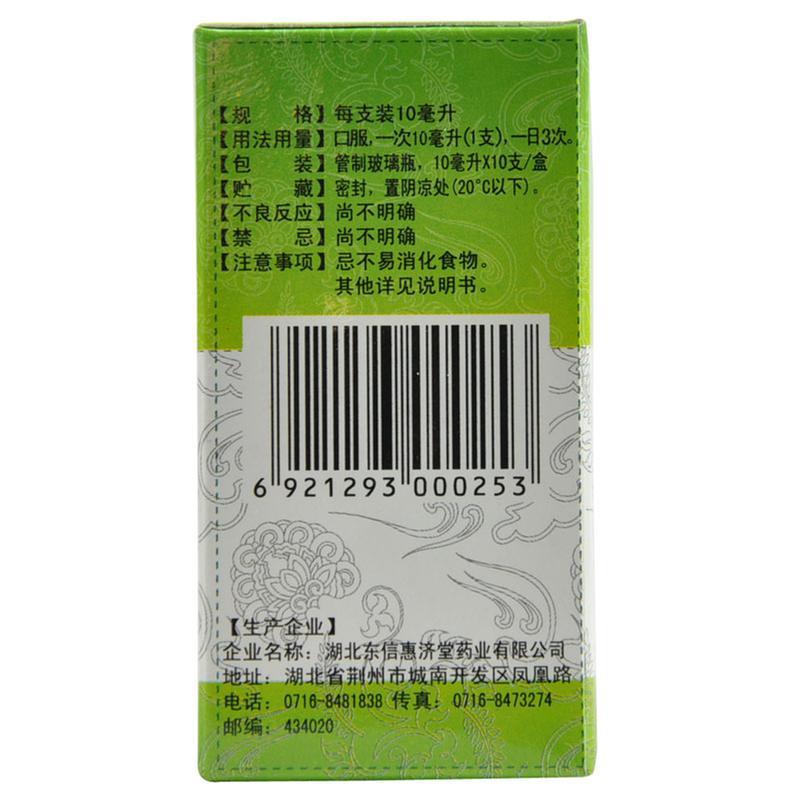 【规 格】每支装10毫升
【用法用量】口服,一次10毫升(1支),一日3次。
【包 装】管制玻璃瓶，10毫升X10支/盒
【贮 藏】密封，置阴凉处(20°C以下)。
【不良反应】尚不明确
【禁 忌】尚不明确
【注意事项】忌不易消化食物。
其他详见说明书。
6 921293 000253
【生产企业】
企业名称：湖北东信惠济堂药业有限公司
地址：湖北省荆州市城南开发区凤凰路
电话：0716-8481838 传真：0716-8473274
邮编：434020